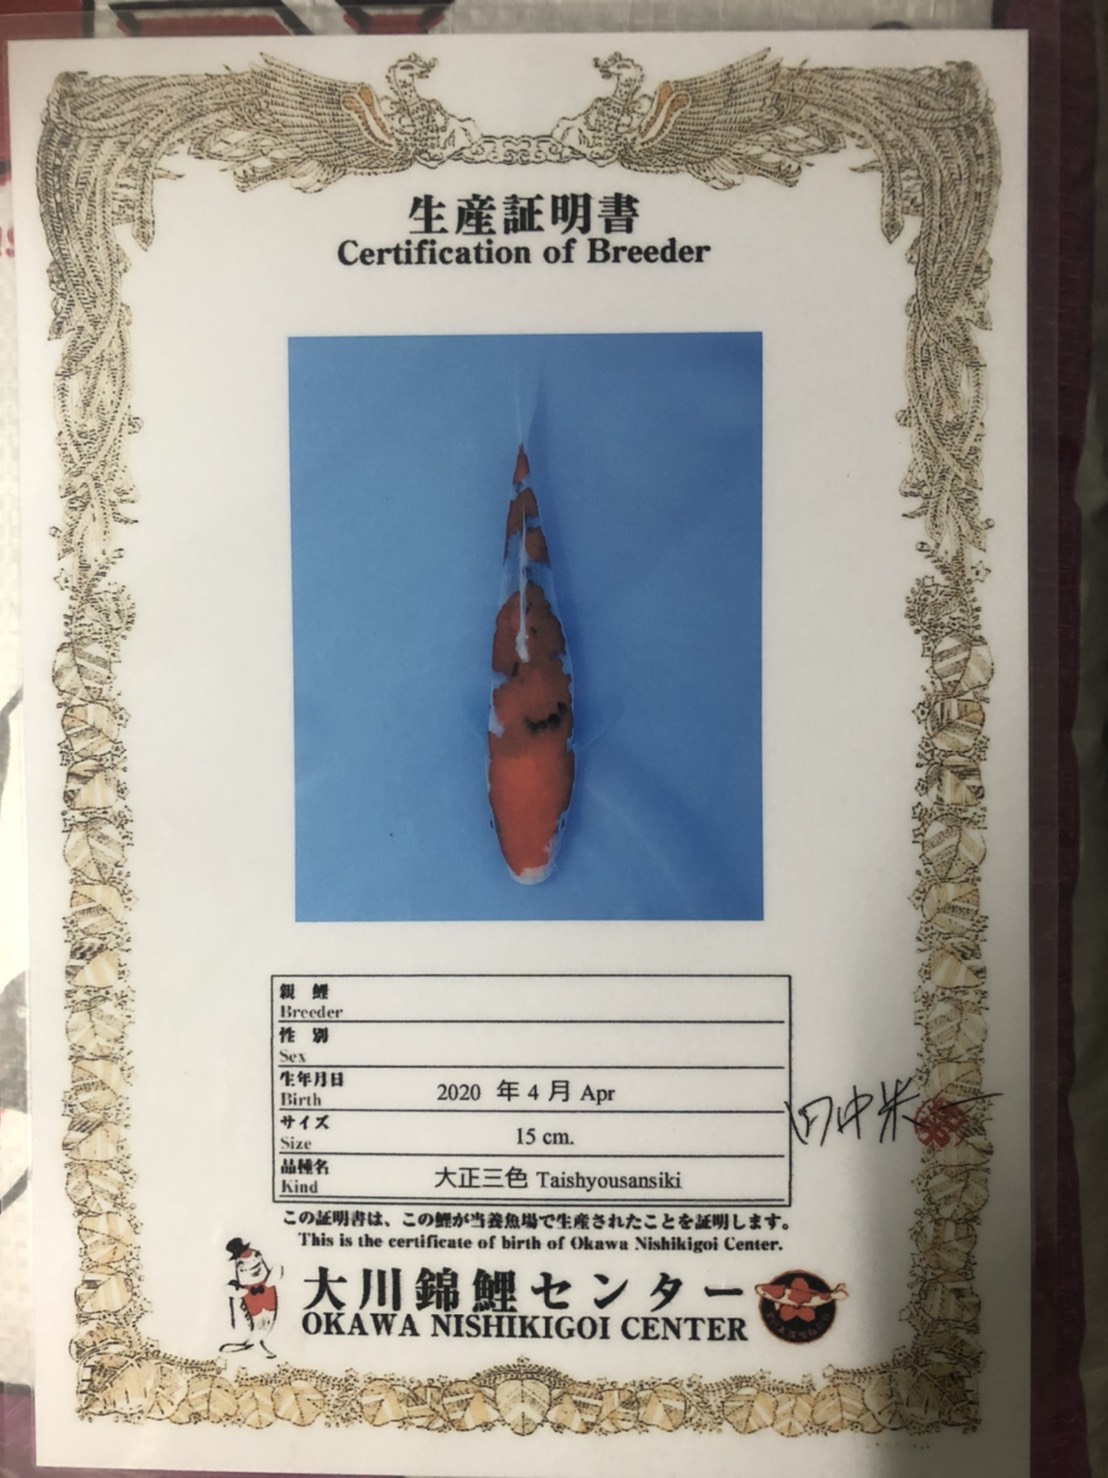 生産証明書
Certification of Breeder
親 鯉
Breeder
性 別
Sex
生年月日
Birth
2020 年 4 月 Apr
サイズ
Size
15 cm.
品種名
Kind
大正三色 Taishyousansiki
田中米一
この証明書は、この鯉が当養魚場で生産されたことを証明します。
This is the certificate of birth of Okawa Nishikigoi Center.
大川錦鯉センター
OKAWA NISHIKIGOI CENTER